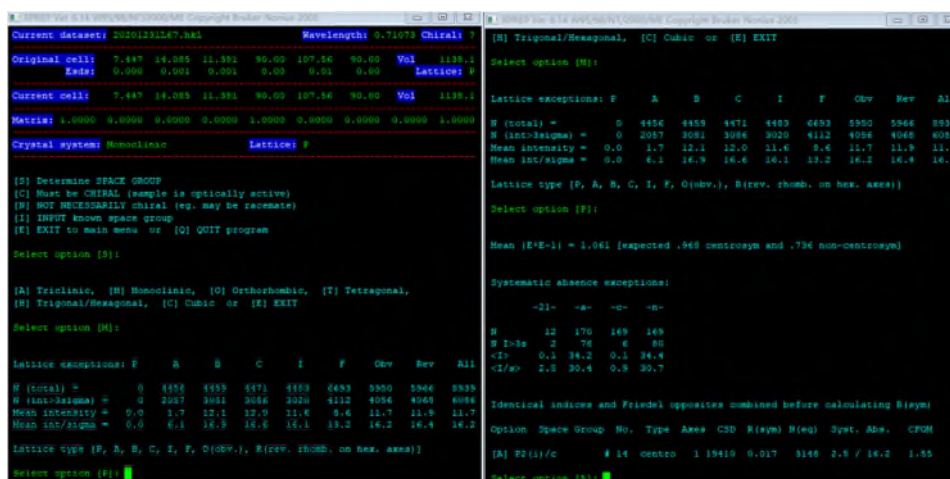 XPREP Ver 6.14 W95/98/NT/2000/ME Copyright Bruker Nonius 2003
Current dataset: 20201231LG7.hkl Wavelength: 0.71073 Chiral: ?
Original cell: 7.447 14.085 11.391 90.00 107.56 90.00 Vol 1138.1
Esds: 0.000 0.001 0.001 0.00 0.01 0.00 Lattice: P
Current cell: 7.447 14.085 11.391 90.00 107.56 90.00 Vol 1138.1
Matrix: 1.0000 0.0000 0.0000 0.0000 1.0000 0.0000 0.0000 0.0000 1.0000
Crystal system: Monoclinic Lattice: P
[S] Determine SPACE GROUP
[C] Must be CHIRAL (sample is optically active)
[N] NOT NECESSARILY chiral (eg. may be racemate)
[I] INPUT known space group
[E] EXIT to main menu or [Q] QUIT program
Select option [S]:
[A] Triclinic, [M] Monoclinic, [O] Orthorhombic, [T] Tetragonal,
[H] Trigonal/Hexagonal, [C] Cubic or [E] EXIT
Select option [M]:
Lattice exceptions: P A B C I F Obv Rev All
N (total) = 0 4456 4459 4471 4483 6693 5950 5966 8939
N (int>3sigma) = 0 2057 3081 3086 3020 4112 4056 4068 6086
Mean intensity = 0.0 1.7 12.1 12.0 11.6 8.6 11.7 11.9 11.7
Mean int/sigma = 0.0 6.1 16.9 16.6 16.1 13.2 16.2 16.4 16.2
Lattice type [P, A, B, C, I, F, O(obv.), R(rev. rhomb. on hex. axes)]
Select option [P]:
XPREP Ver 6.14 W95/98/NT/2000/ME Copyright Bruker Nonius 2003
[H] Trigonal/Hexagonal, [C] Cubic or [E] EXIT
Select option [M]:
Lattice exceptions: P A B C I F Obv Rev Al
N (total) = 0 4456 4459 4471 4483 6693 5950 5966 893
N (int>3sigma) = 0 2057 3081 3086 3020 4112 4056 4068 608
Mean intensity = 0.0 1.7 12.1 12.0 11.6 8.6 11.7 11.9 11.
Mean int/sigma = 0.0 6.1 16.9 16.6 16.1 13.2 16.2 16.4 16.
Lattice type [P, A, B, C, I, F, O(obv.), R(rev. rhomb. on hex. axes)]
Select option [P]:
Mean |E*E-1| = 1.061 [expected .968 centrosym and .736 non-centrosym]
Systematic absence exceptions:
-21- -a- -c- -n-
N 12 170 169 169
N I>3s 2 78 6 80
<I> 0.1 34.2 0.1 34.4
<I/s> 2.8 30.4 0.9 30.7
Identical indices and Friedel opposites combined before calculating R(sym)
Option Space Group No. Type Axes CSD R(sym) N(eq) Syst. Abs. CFOM
[A] P2(1)/c # 14 centro 1 19410 0.017 3148 2.8 / 16.2 1.55
Select option [A]: